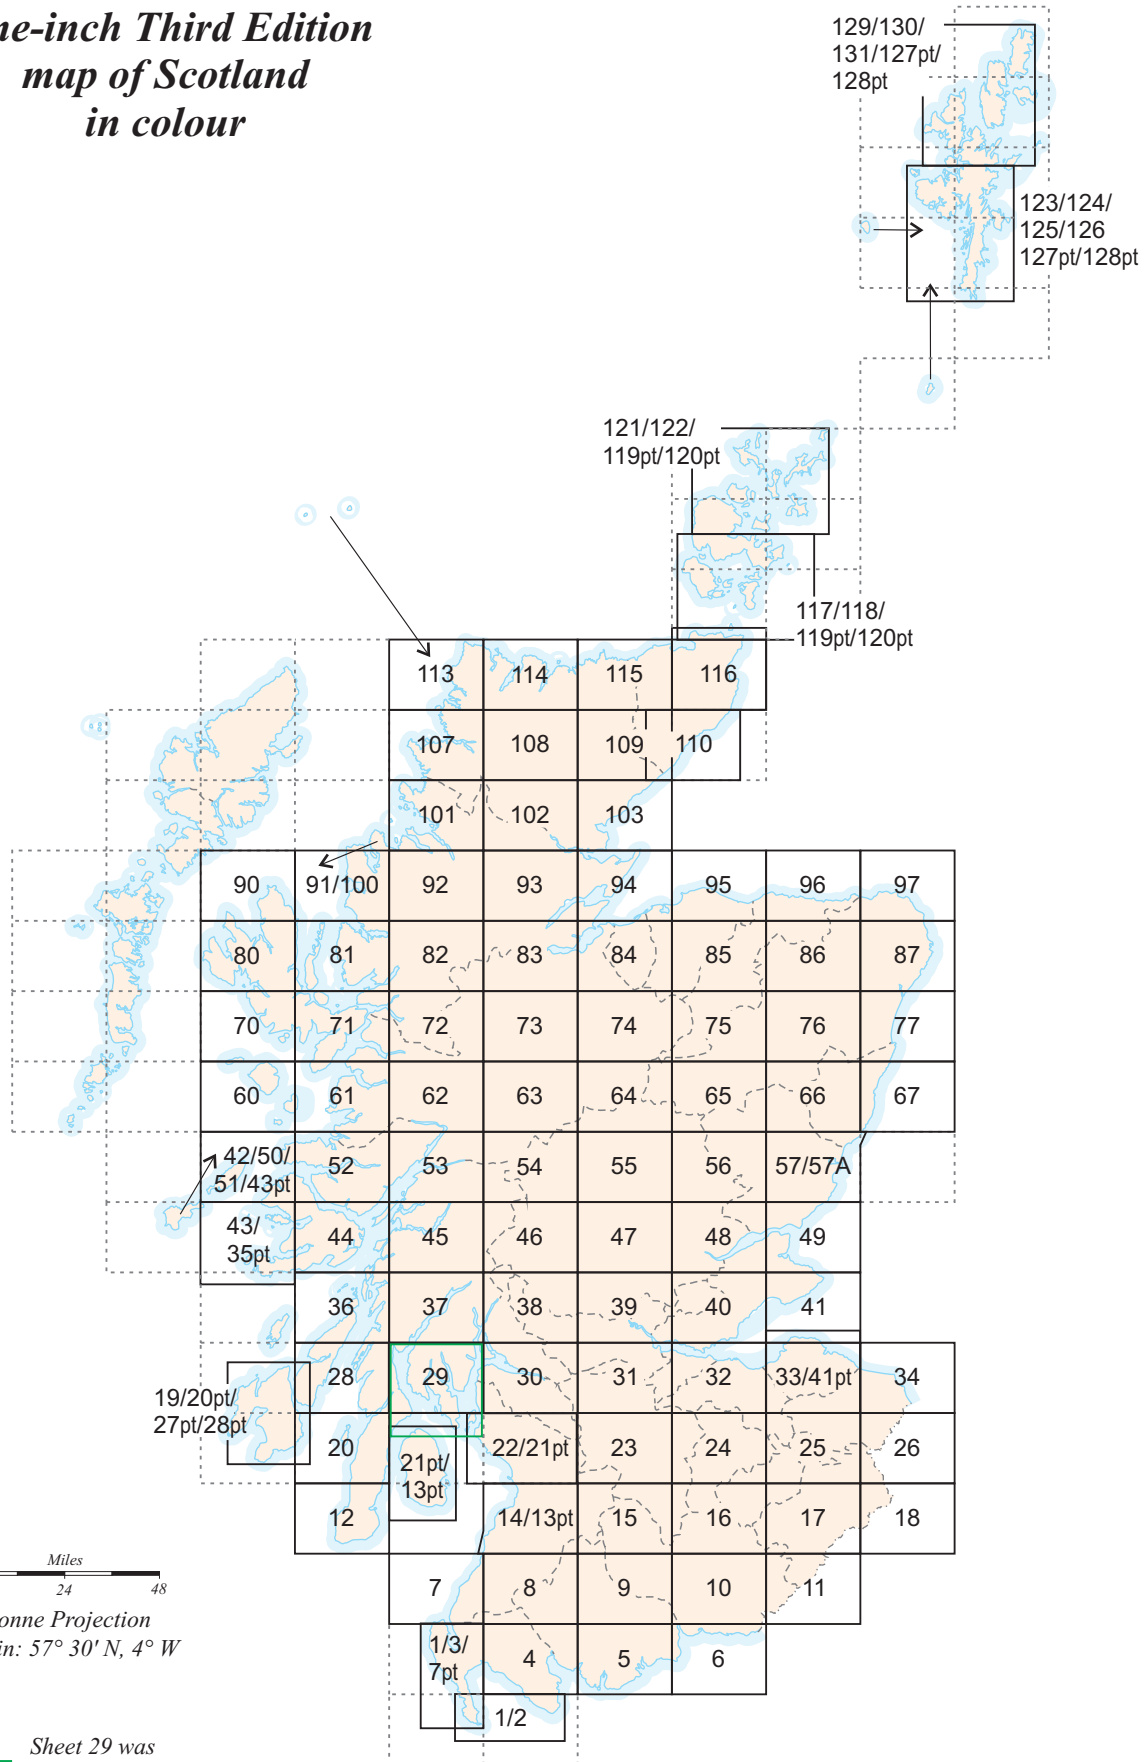 ne-inch Third Edition
map of Scotland
in colour
129/130/
131/127pt/
128pt
123/124/
125/126
127pt/128pt
121/122/
119pt/120pt
117/118/
119pt/120pt
113 114 115 116
107 108 109 110
101 102 103
90 91/100 92 93 94 95 96 97
80 81 82 83 84 85 86 87
70 71 72 73 74 75 76 77
60 61 62 63 64 65 66 67
42/50/
51/43pt
52 53 54 55 56 57/57A
43/
35pt
44 45 46 47 48 49
36 37 38 39 40 41
28 29 30 31 32 33/41pt 34
19/20pt/
27pt/28pt
20
21pt/
13pt
22/21pt 23 24 25 26
12 14/13pt 15 16 17 18
7 8 9 10 11
1/3/
7pt
4 5 6
1/2
Miles
24 48
onne Projection
in: 57° 30' N, 4° W
Sheet 29 was